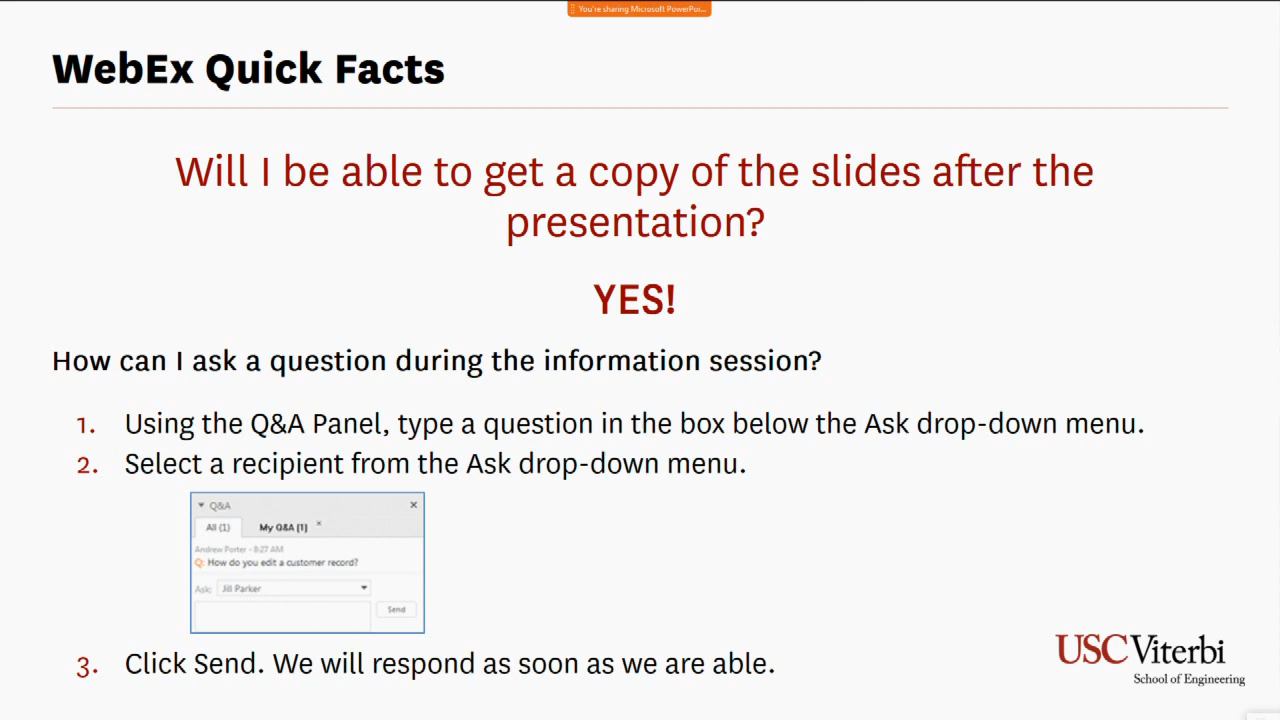 You're sharing Microsoft PowerPoi...
WebEx Quick Facts
Will I be able to get a copy of the slides after the
presentation?
YES!
How can I ask a question during the information session?
1. Using the Q&A Panel, type a question in the box below the Ask drop-down menu.
2. Select a recipient from the Ask drop-down menu.
Q&A
All (1) My Q&A (1)
Andrew Porter - 8:27 AM
Q: How do you edit a customer record?
Ask: Jill Parker
Send
3. Click Send. We will respond as soon as we are able.
USC Viterbi
School of Engineering